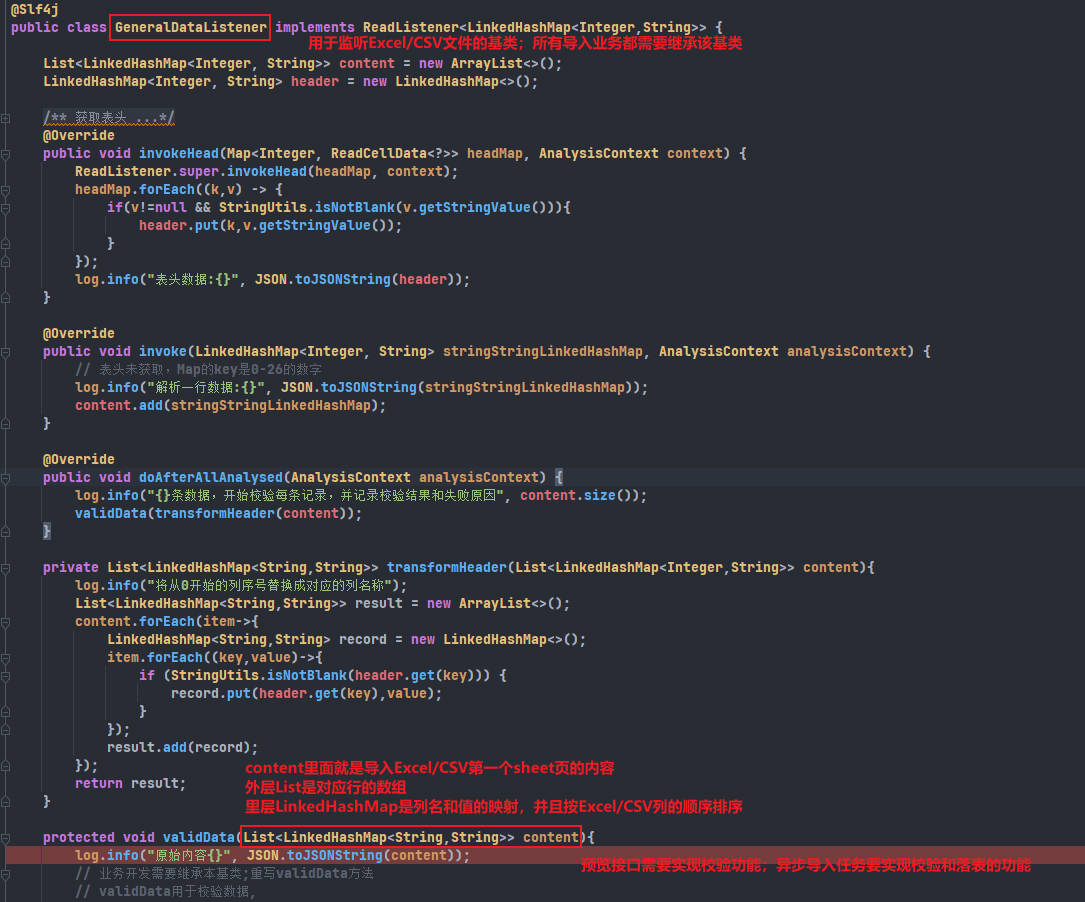 @Slf4j
public class GeneralDataListener implements ReadListener<LinkedHashMap<Integer,String>> {
用于监听Excel/CSV文件的基类；所有导入业务都需要继承该基类
List<LinkedHashMap<Integer, String>> content = new ArrayList<>();
LinkedHashMap<Integer, String> header = new LinkedHashMap<>();
/** 获取表头 ...*/
@Override
public void invokeHead(Map<Integer, ReadCellData<?>> headMap, AnalysisContext context) {
ReadListener.super.invokeHead(headMap, context);
headMap.forEach((k,v) -> {
if(v!=null && StringUtils.isNotBlank(v.getStringValue())){
header.put(k,v.getStringValue());
}
});
log.info("表头数据:{}", JSON.toJSONString(header));
}
@Override
public void invoke(LinkedHashMap<Integer, String> stringStringLinkedHashMap, AnalysisContext analysisContext) {
// 表头未获取，Map的key是0-26的数字
log.info("解析一行数据:{}", JSON.toJSONString(stringStringLinkedHashMap));
content.add(stringStringLinkedHashMap);
}
@Override
public void doAfterAllAnalysed(AnalysisContext analysisContext) {
log.info("{}条数据，开始校验每条记录，并记录校验结果和失败原因", content.size());
validData(transformHeader(content));
}
private List<LinkedHashMap<String,String>> transformHeader(List<LinkedHashMap<Integer,String>> content){
log.info("将从0开始的列序号替换成对应的列名称");
List<LinkedHashMap<String,String>> result = new ArrayList<>();
content.forEach(item->{
LinkedHashMap<String,String> record = new LinkedHashMap<>();
item.forEach((key,value)->{
if (StringUtils.isNotBlank(header.get(key))) {
record.put(header.get(key),value);
}
});
result.add(record);
});
content里面就是导入Excel/CSV第一个sheet页的内容
return result;
外层List是对应行的数组
}
里层LinkedHashMap是列名和值的映射，并且按Excel/CSV列的顺序排序
protected void validData(List<LinkedHashMap<String,String>> content){
log.info("原始内容{}", JSON.toJSONString(content));
预览接口需要实现校验功能；异步导入任务要实现校验和落表的功能
// 业务开发需要继承本基类;重写validData方法
// validData用于校验数据,